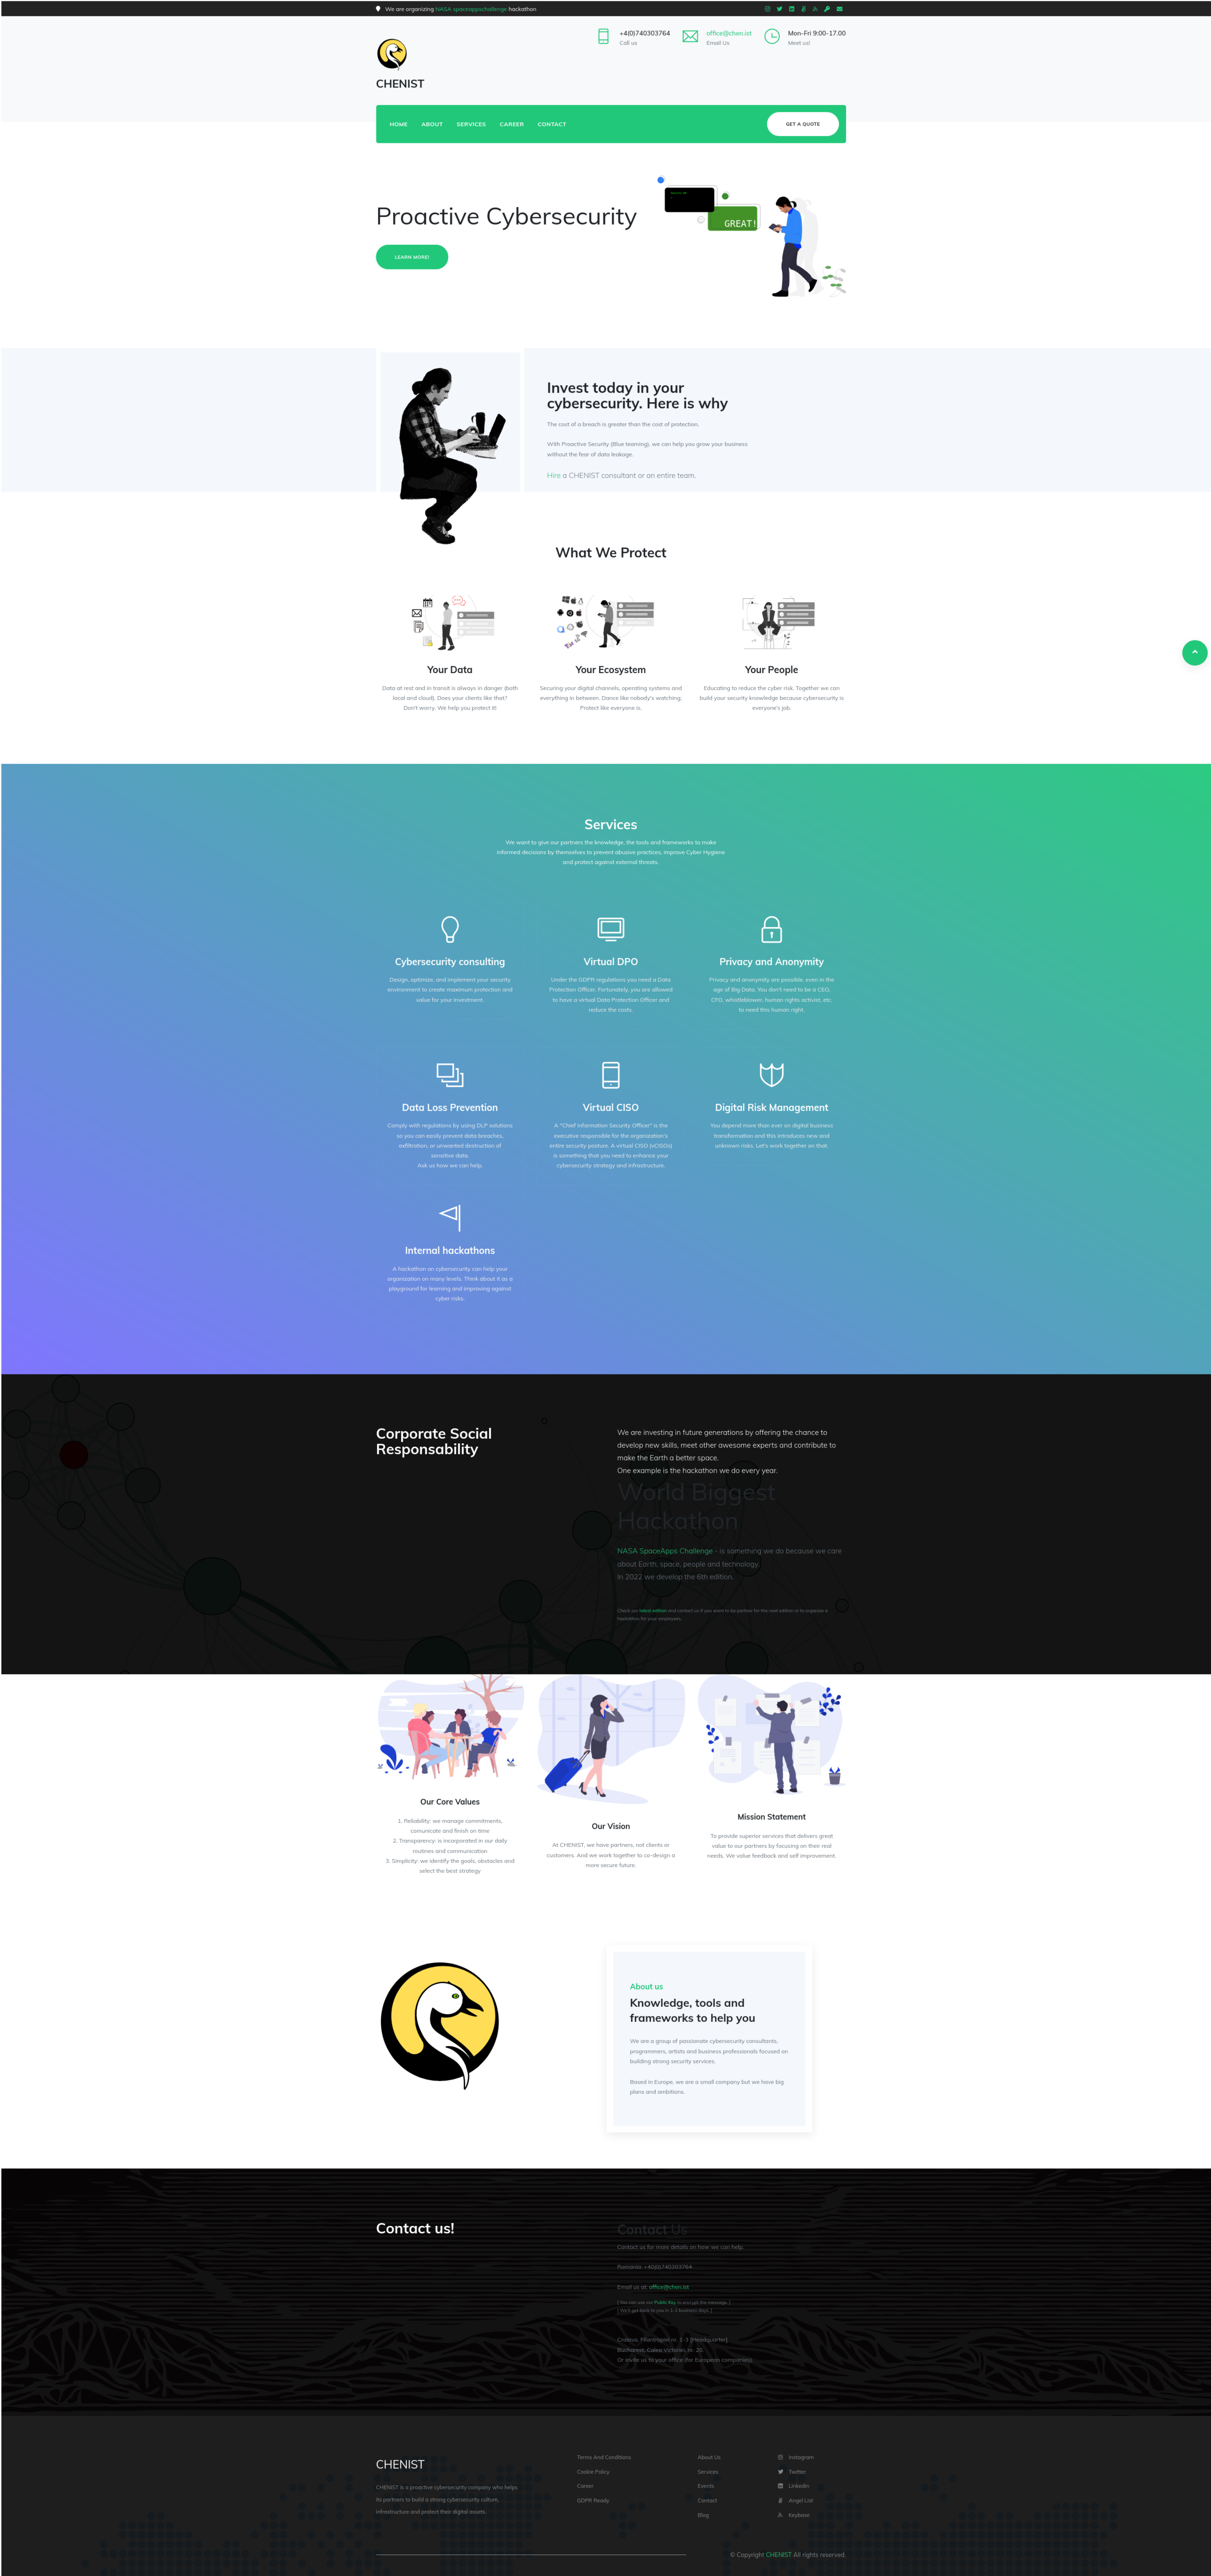 We are organizing NASA spaceappschallenge hackathon
CHENIST
+4(0)740303764
Call us
office@chen.ist
Email Us
Mon-Fri 9:00-17.00
Meet us!
HOME ABOUT SERVICES CAREER CONTACT
GET A QUOTE
Proactive Cybersecurity
LEARN MORE!
GREAT!
Invest today in your
cybersecurity. Here is why
The cost of a breach is greater than the cost of protection.
With Proactive Security (Blue teaming), we can help you grow your business
without the fear of data leakage.
Hire a CHENIST consultant or an entire team.
What We Protect
Your Data
Data at rest and in transit is always in danger (both
local and cloud). Does your clients like that?
Don't worry. We help you protect it!
Your Ecosystem
Securing your digital channels, operating systems and
everything in between. Dance like nobody's watching;
Protect like everyone is.
Your People
Educating to reduce the cyber risk. Together we can
build your security knowledge because cybersecurity is
everyone's job.
Services
We want to give our partners the knowledge, the tools and frameworks to make
informed decisions by themselves to prevent abusive practices, improve Cyber Hygiene
and protect against external threats.
Cybersecurity consulting
Design, optimize, and implement your security
environment to create maximum protection and
value for your investment.
Virtual DPO
Under the GDPR regulations you need a Data
Protection Officer. Fortunately, you are allowed
to have a virtual Data Protection Officer and
reduce the costs.
Privacy and Anonymity
Privacy and anonymity are possible, even in the
age of Big Data. You don't need to be a CEO,
CFO, whistleblower, human rights activist, etc.
to need this human right.
Data Loss Prevention
Comply with regulations by using DLP solutions
so you can easily prevent data breaches,
exfiltration, or unwanted destruction of
sensitive data.
Ask us how we can help.
Virtual CISO
A "Chief Information Security Officer" is the
executive responsible for the organization's
entire security posture. A virtual CISO (vCISOs)
is something that you need to enhance your
cybersecurity strategy and infrastructure.
Digital Risk Management
You depend more than ever on digital business
transformation and this introduces new and
unknown risks. Let's work together on that.
Internal hackathons
A hackathon on cybersecurity can help your
organization on many levels. Think about it as a
playground for learning and improving against
cyber risks.
Corporate Social
Responsability
We are investing in future generations by offering the chance to
develop new skills, meet other awesome experts and contribute to
make the Earth a better space.
One example is the hackathon we do every year.
World Biggest
Hackathon
NASA SpaceApps Challenge - is something we do because we care
about Earth, space, people and technology.
In 2022 we develop the 6th edition.
Check our latest edition and contact us if you want to be partner for the next edition or to organize a
hackathon for your employees.
Our Core Values
1. Reliability: we manage commitments,
comunicate and finish on time
2. Transparency: is incorporated in our daily
routines and communication
3. Simplicity: we identify the goals, obstacles and
select the best strategy
Our Vision
At CHENIST, we have partners, not clients or
customers. And we work together to co-design a
more secure future.
Mission Statement
To provide superior services that delivers great
value to our partners by focusing on their real
needs. We value feedback and self improvement.
About us
Knowledge, tools and
frameworks to help you
We are a group of passionate cybersecurity consultants,
programmers, artists and business professionals focused on
building strong security services.
Based in Europe, we are a small company but we have big
plans and ambitions.
Contact us!
Contact Us
Contact us for more details on how we can help.
Romania: +40(0)740303764
Email us at: office@chen.ist
[ You can use our Public Key to encrypt the message. ]
[ We'll get back to you in 1-3 business days. ]
nr. 1-3 [Headquarter]
Bucharest, Calea Victoriei, nr.
Or invite us to your office (for European companies)
CHENIST
CHENIST is a proactive cybersecurity company who helps
its partners to build a strong cybersecurity culture,
infrastructure and protect their digital assets.
Terms And Conditions
Cookie Policy
Career
GDPR Ready
About Us
Services
Events
Contact
Blog
Instagram
Twitter
Linkedin
Angel List
Keybase
© Copyright CHENIST All rights reserved.